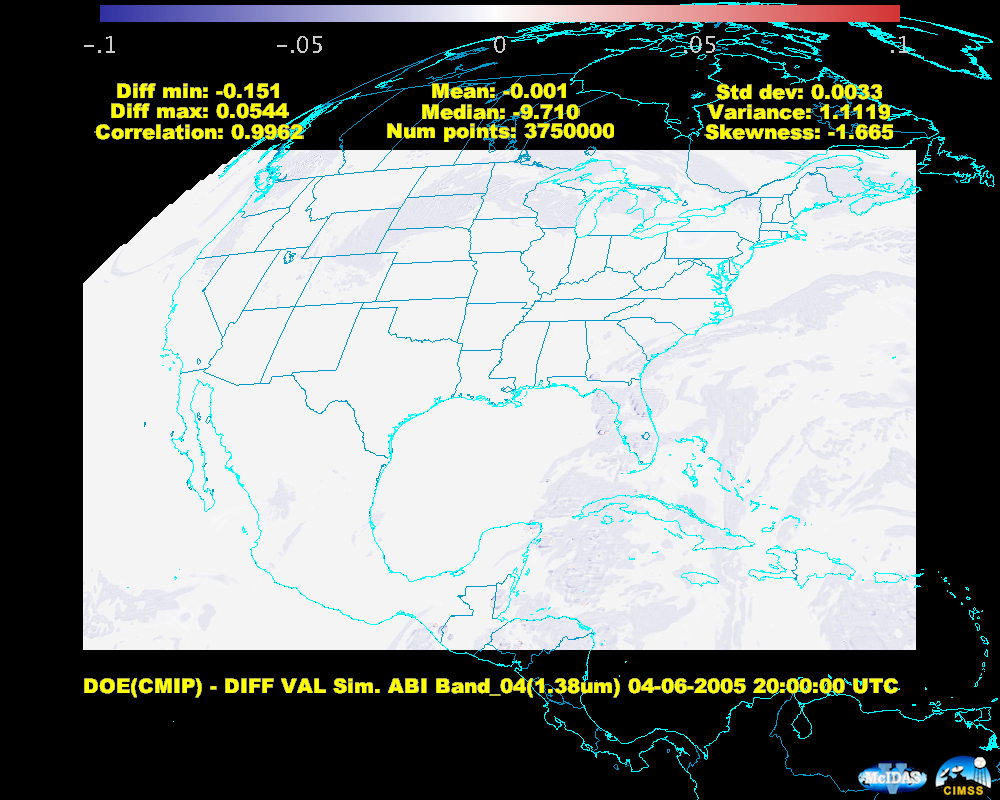 -.1 -.05 0 .05 .1
Diff min: -0.151 Mean: -0.001 Std dev: 0.0033
Diff max: 0.0544 Median: -9.710 Variance: 1.1119
Correlation: 0.9962 Num points: 3750000 Skewness: -1.665
DOE(CMIP) - DIFF VAL Sim. ABI Band_04(1.38um) 04-06-2005 20:00:00 UTC
McIDAS CIMSS